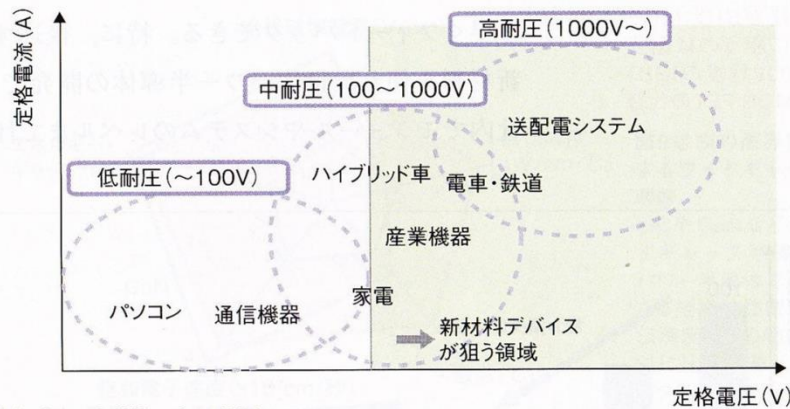 定格電流(A)
高耐圧(1000V〜)
中耐圧(100〜1000V)
送配電システム
低耐圧(〜100V)
ハイブリッド車
電車・鉄道
産業機器
家電
パソコン
通信機器
新材料デバイス
が狙う領域
定格電圧(V)